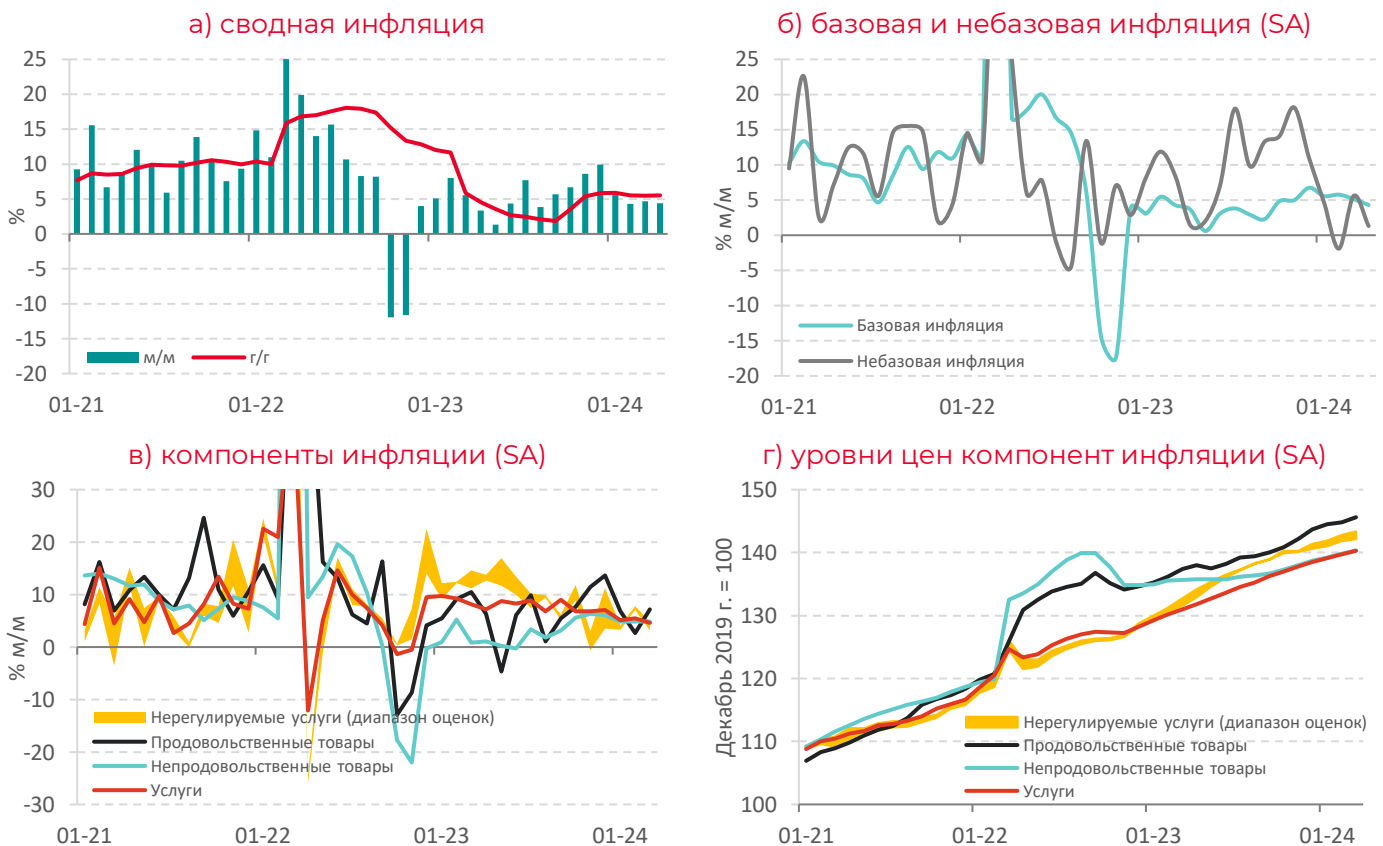 а) сводная инфляция
25
20
15
10
5
0
-5
-10
-15
-20
%
м/м
г/г
01-21
01-22
01-23
01-24
б) базовая и небазовая инфляция (SA)
25
20
15
10
5
0
-5
-10
-15
-20
% м/м
Базовая инфляция
Небазовая инфляция
01-21
01-22
01-23
01-24
в) компоненты инфляции (SA)
30
20
10
0
-10
-20
-30
% м/м
Нерегулируемые услуги (диапазон оценок)
Продовольственные товары
Непродовольственные товары
Услуги
01-21
01-22
01-23
01-24
г) уровни цен компонент инфляции (SA)
150
140
130
120
110
100
Декабрь 2019 г. = 100
Нерегулируемые услуги (диапазон оценок)
Продовольственные товары
Непродовольственные товары
Услуги
01-21
01-22
01-23
01-24